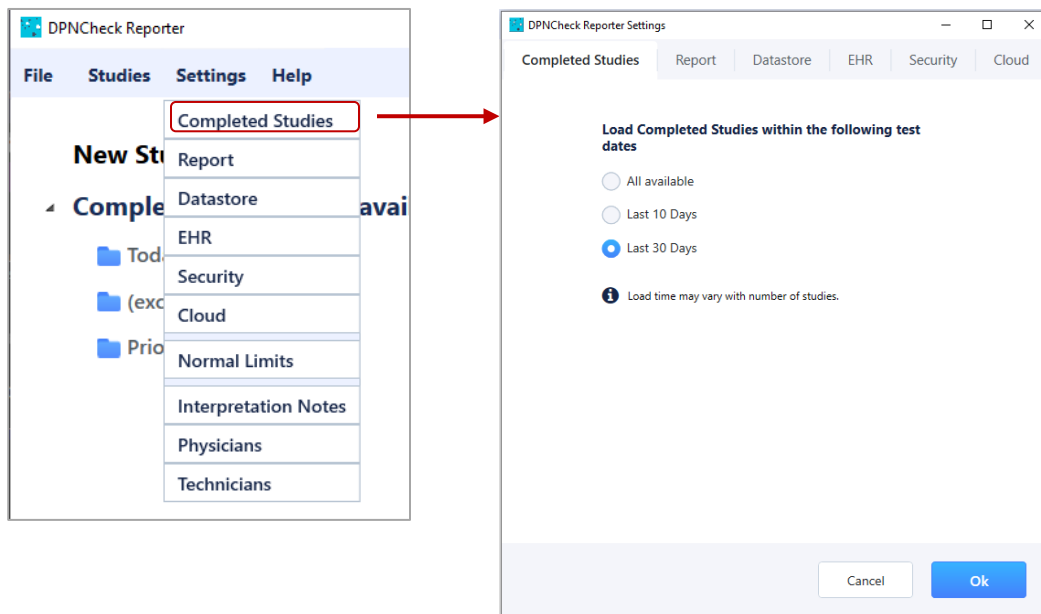 DPNCheck Reporter
File Studies Settings Help
Completed Studies
Report
Datastore
EHR
Security
Cloud
Normal Limits
Interpretation Notes
Physicians
Technicians
New Stu
Comple avai
Tod
(exc
Prio
DPNCheck Reporter Settings
Completed Studies Report Datastore EHR Security Cloud
Load Completed Studies within the following test
dates
All available
Last 10 Days
Last 30 Days
Load time may vary with number of studies.
Cancel Ok